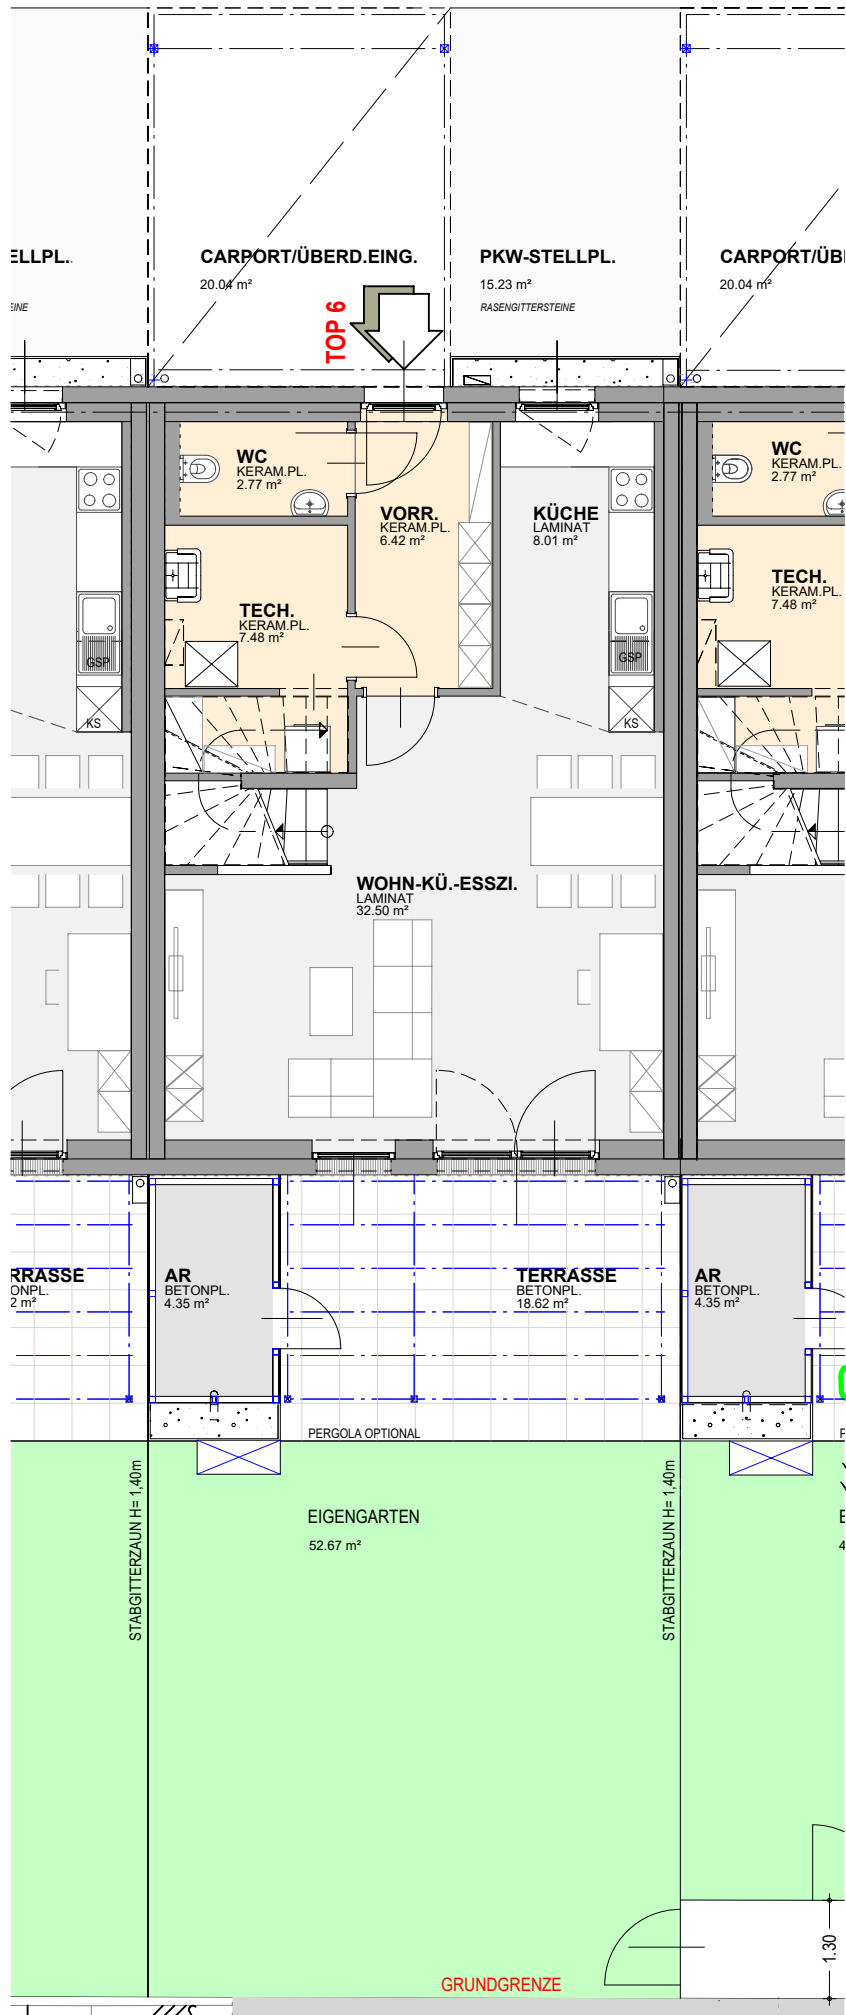 ELLPL.
EINE
CARPORT/ÜBERD.EING.
20.04 m²
PKW-STELLPL.
15.23 m²
RASENGITTERSTEINE
CARPORT/ÜB
20.04 m²
TOP 6
WC
KERAM.PL.
2.77 m²
VORR.
KERAM.PL.
6.42 m²
KÜCHE
LAMINAT
8.01 m²
WC
KERAM.PL.
2.77 m²
TECH.
KERAM.PL.
7.48 m²
TECH.
KERAM.PL.
7.48 m²
GSP
KS
GSP
KS
WOHN-KÜ.-ESSZI.
LAMINAT
32.50 m²
RRASSE
ONPL.
2 m²
AR
BETONPL.
4.35 m²
TERRASSE
BETONPL.
18.62 m²
AR
BETONPL.
4.35 m²
PERGOLA OPTIONAL
P
STABGITTERZAUN H= 1,40m
EIGENGARTEN
52.67 m²
STABGITTERZAUN H= 1,40m
E
4
1.30
GRUNDGRENZE